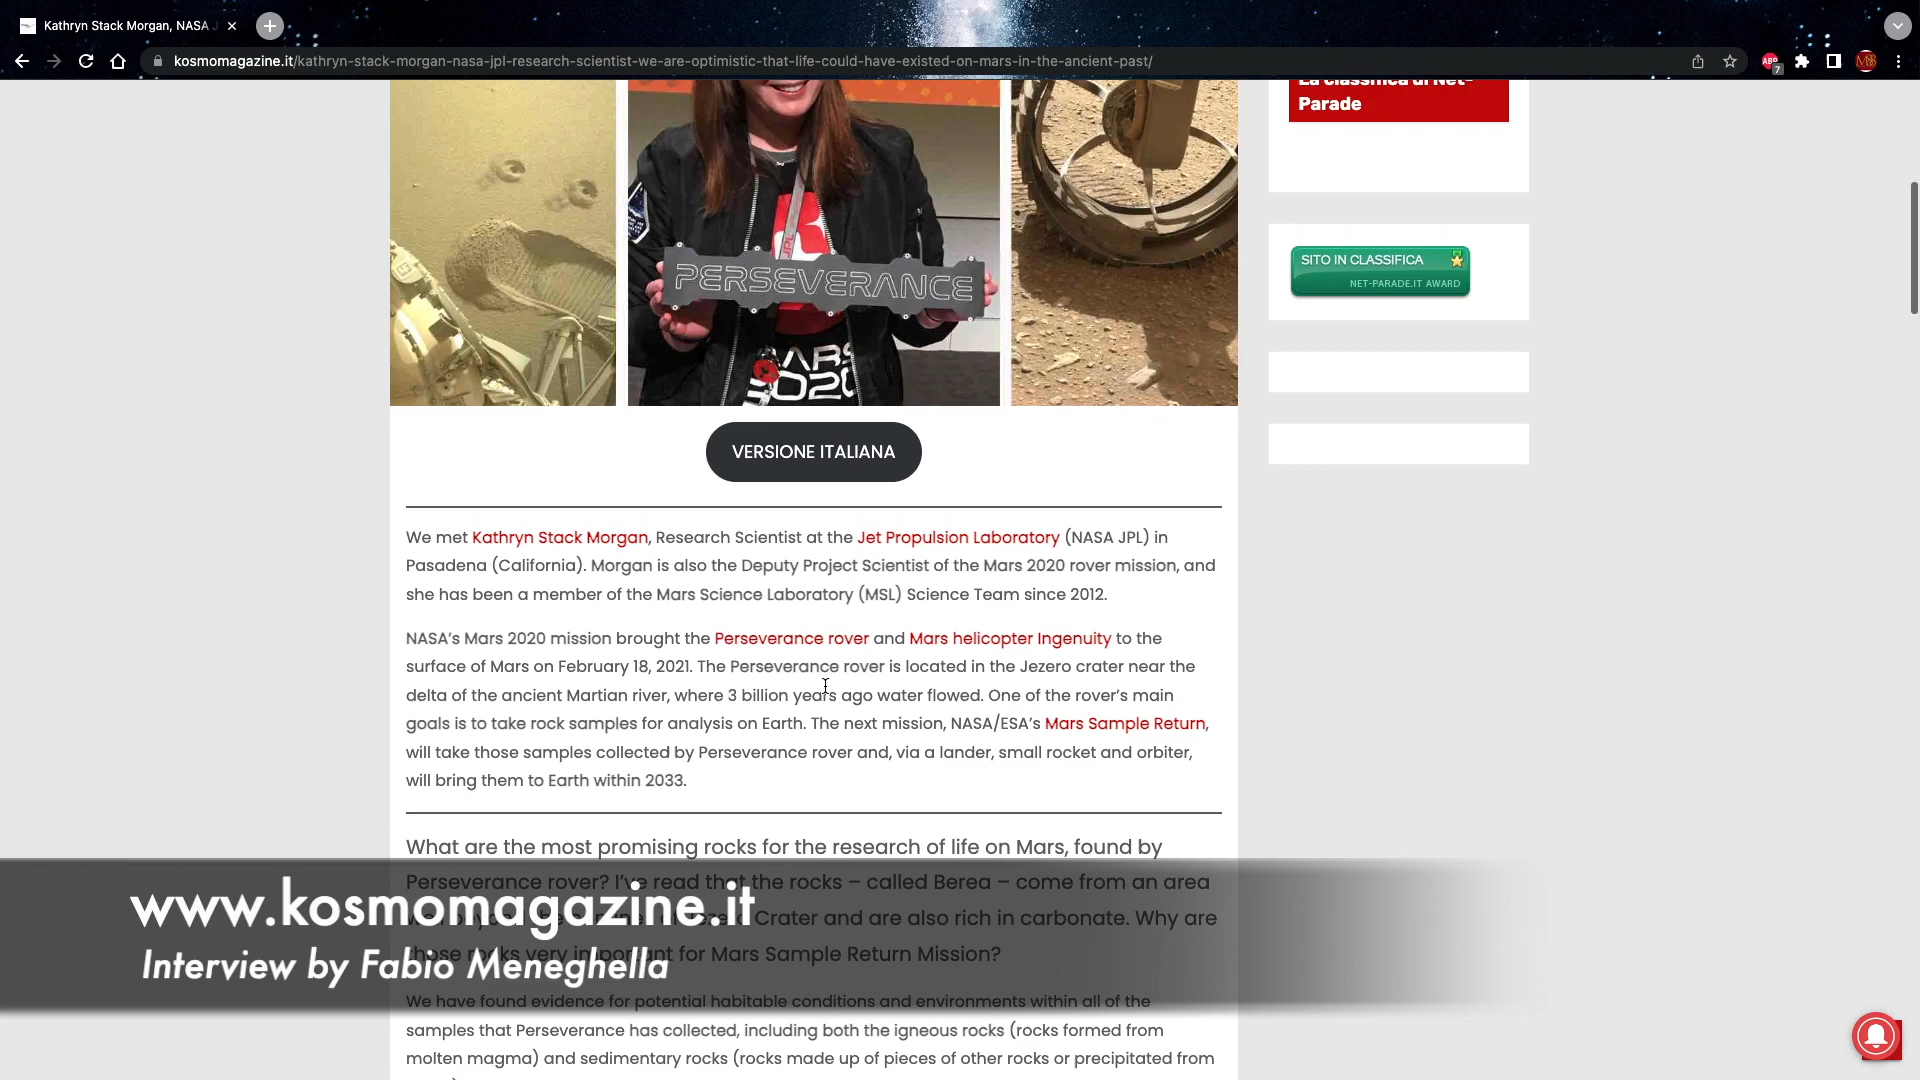 Kathryn Stack Morgan, NASA J
kosmomagazine.it/kathryn-stack-morgan-nasa-jpl-research-scientist-we-are-optimistic-that-life-could-have-existed-on-mars-in-the-ancient-past/
ABP
7
La classifica di Net-
Parade
JPL
PERSEVERANCE
MARS
2020
SITO IN CLASSIFICA
NET-PARADE.IT AWARD
VERSIONE ITALIANA
We met Kathryn Stack Morgan, Research Scientist at the Jet Propulsion Laboratory (NASA JPL) in
Pasadena (California). Morgan is also the Deputy Project Scientist of the Mars 2020 rover mission, and
she has been a member of the Mars Science Laboratory (MSL) Science Team since 2012.
NASA's Mars 2020 mission brought the Perseverance rover and Mars helicopter Ingenuity to the
surface of Mars on February 18, 2021. The Perseverance rover is located in the Jezero crater near the
delta of the ancient Martian river, where 3 billion years ago water flowed. One of the rover's main
goals is to take rock samples for analysis on Earth. The next mission, NASA/ESA's Mars Sample Return,
will take those samples collected by Perseverance rover and, via a lander, small rocket and orbiter,
will bring them to Earth within 2033.
What are the most promising rocks for the research of life on Mars, found by
Perseverance rover? I've read that the rocks – called Berea – come from an area
Crater and are also rich in carbonate. Why are
those rocks very important for Mars Sample Return Mission?
www.kosmomagazine.it
Interview by Fabio Meneghella
We have found evidence for potential habitable conditions and environments within all of the
samples that Perseverance has collected, including both the igneous rocks (rocks formed from
molten magma) and sedimentary rocks (rocks made up of pieces of other rocks or precipitated from